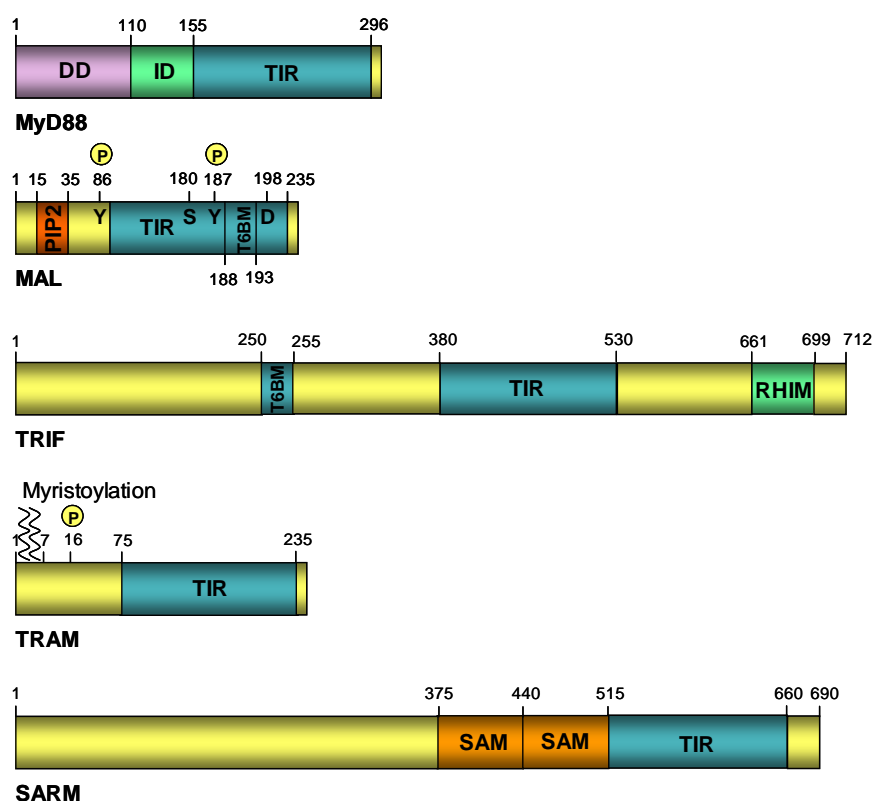 1 110 155 296
DD ID TIR
MyD88
P P
1 15 35 86 180 187 198 235
PIP2 Y TIR S Y T6BM D
188 193
MAL
1 250 255 380 530 661 699 712
T6BM TIR RHIM
TRIF
Myristoylation
P
1 7 16 75 235
TIR
TRAM
1 375 440 515 660 690
SAM SAM TIR
SARM